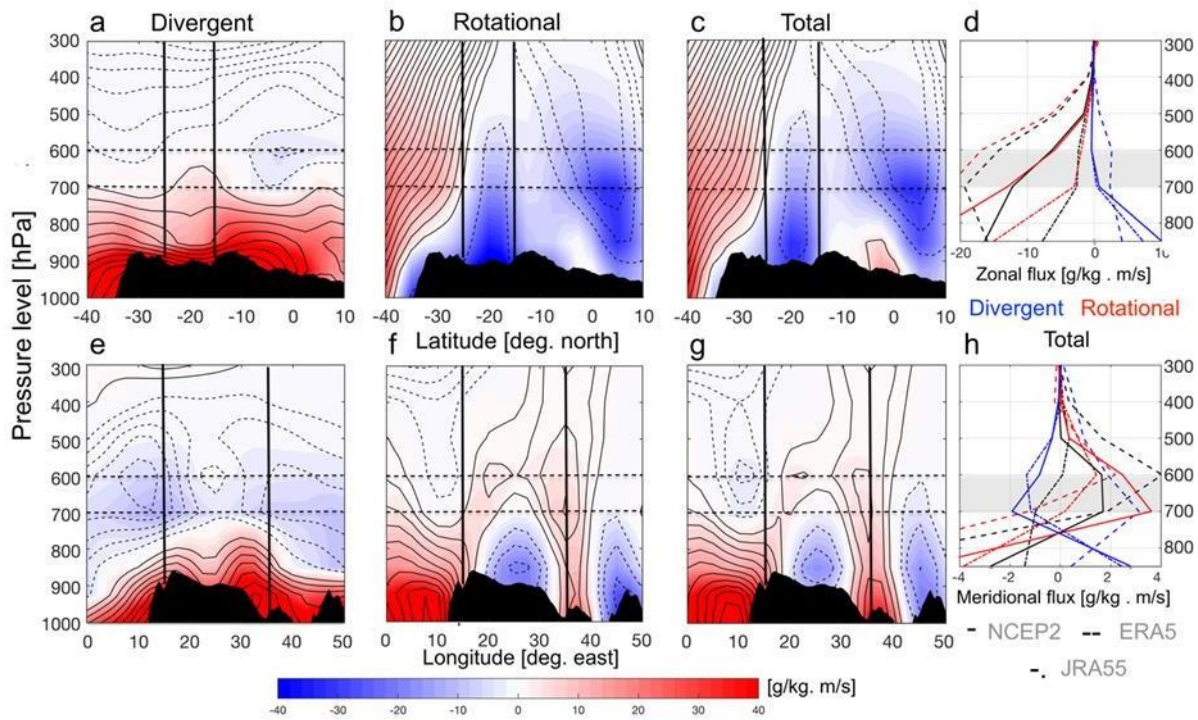 a Divergent
b Rotational
c Total
d
Pressure level [hPa]
300
400
500
600
700
800
900
1000
-40 -30 -20 -10 0 10
-40 -30 -20 -10 0 10
-40 -30 -20 -10 0 10
Latitude [deg. north]
300
400
500
600
700
800
-20 -10 0
Zonal flux [g/kg . m/s]
Divergent Rotational
Total
e
f
g
h
300
400
500
600
700
800
900
1000
0 10 20 30 40 50
0 10 20 30 40 50
0 10 20 30 40 50
Longitude [deg. east]
300
400
500
600
700
800
-4 -2 0 2 4
Meridional flux [g/kg . m/s]
- NCEP2 -- ERA5
-. JRA55
[g/kg. m/s]
-40 -30 -20 -10 0 10 20 30 40